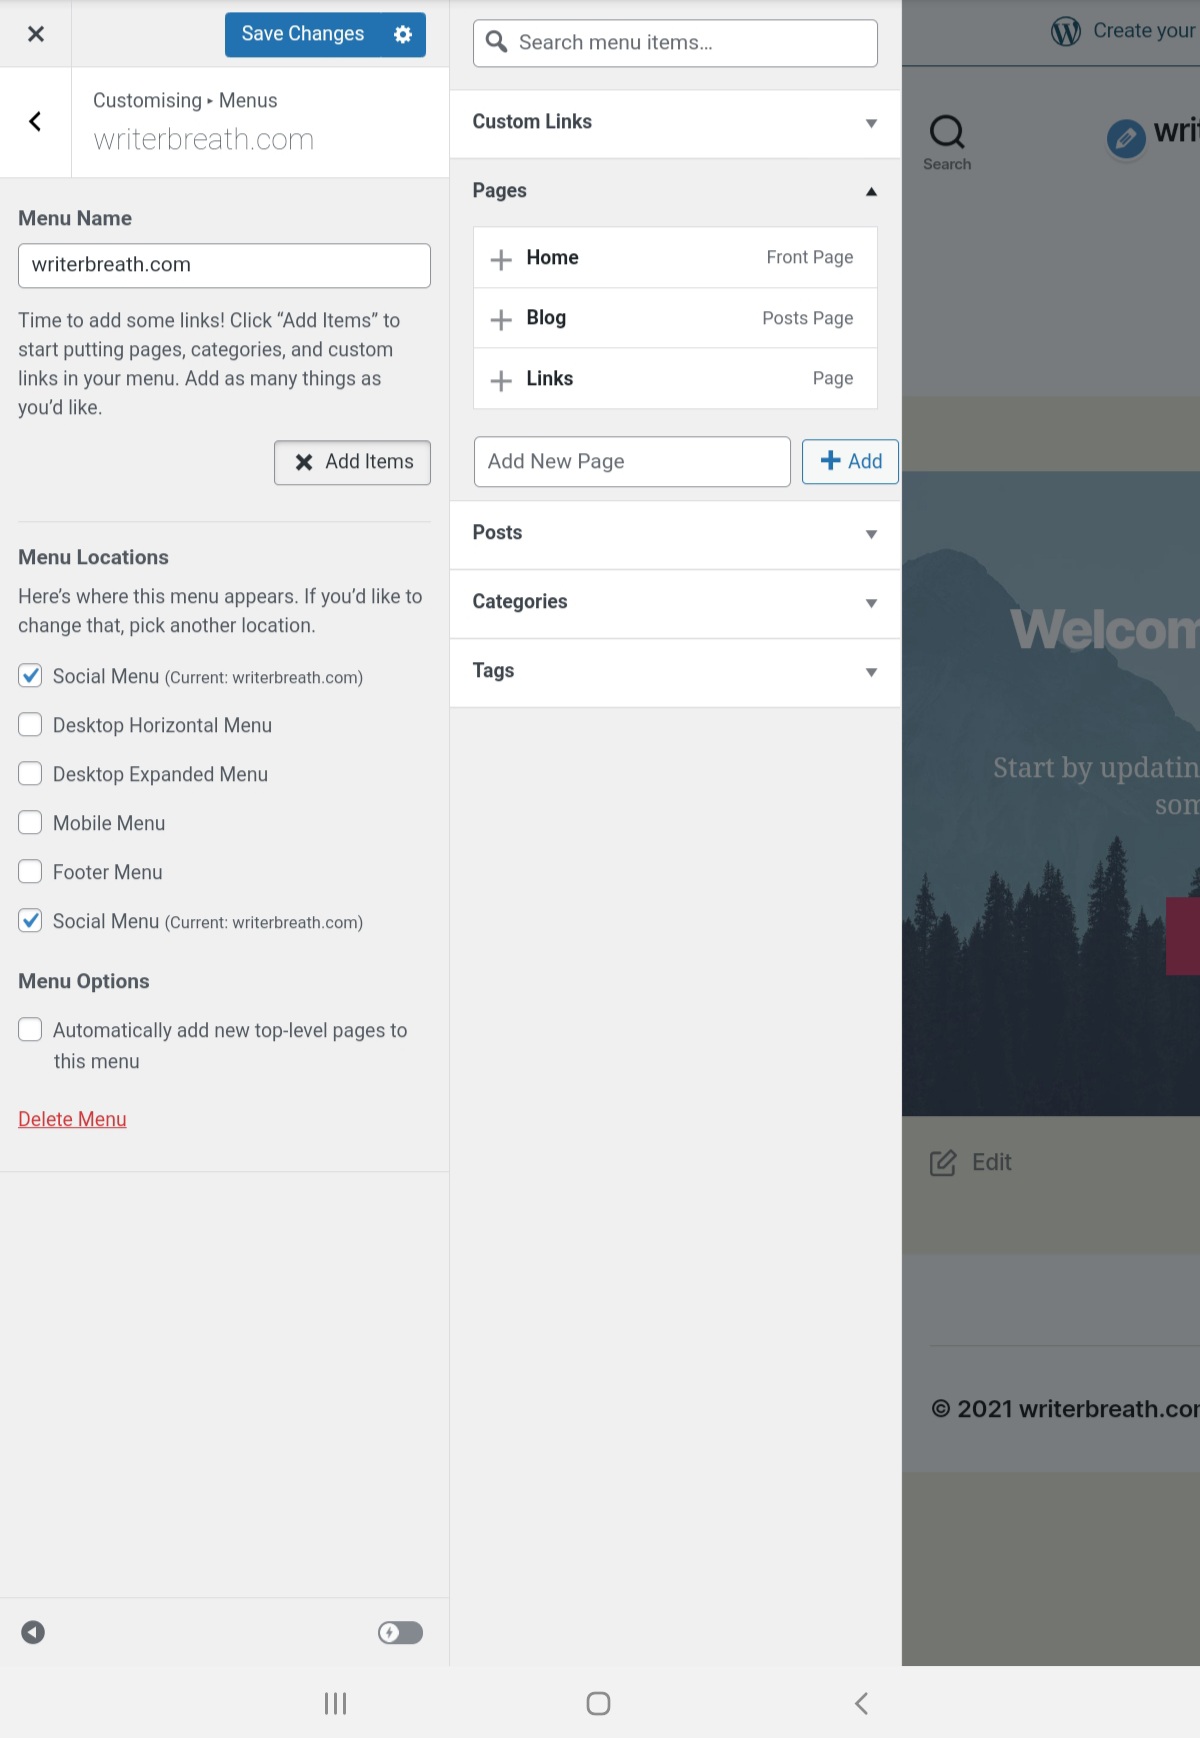 Save Changes
Customising ▸ Menus
writerbreath.com
Menu Name
writerbreath.com
Time to add some links! Click “Add Items” to
start putting pages, categories, and custom
links in your menu. Add as many things as
you’d like.
Add Items
Menu Locations
Here’s where this menu appears. If you’d like to
change that, pick another location.
Social Menu (Current: writerbreath.com)
Desktop Horizontal Menu
Desktop Expanded Menu
Mobile Menu
Footer Menu
Social Menu (Current: writerbreath.com)
Menu Options
Automatically add new top-level pages to
this menu
Delete Menu
Search menu items…
Custom Links
Pages
Home Front Page
Blog Posts Page
Links Page
Add New Page
Add
Posts
Categories
Tags
Create your
Search
wri
Welcom
Start by updatin
som
Edit
© 2021 writerbreath.cor